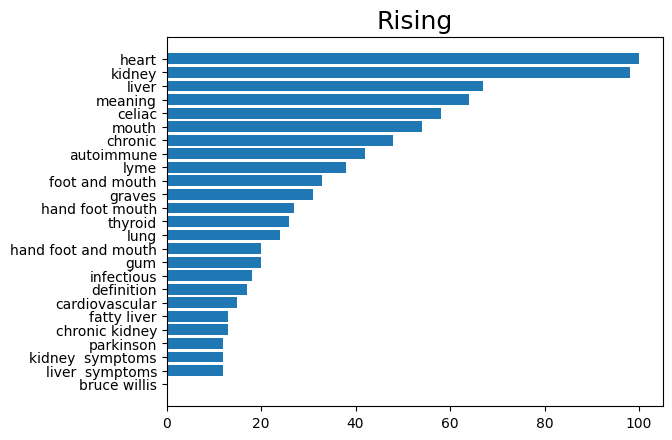 Rising
heart
kidney
liver
meaning
celiac
mouth
chronic
autoimmune
lyme
foot and mouth
graves
hand foot mouth
thyroid
lung
hand foot and mouth
gum
infectious
definition
cardiovascular
fatty liver
chronic kidney
parkinson
kidney  symptoms
liver  symptoms
bruce willis
0 20 40 60 80 100